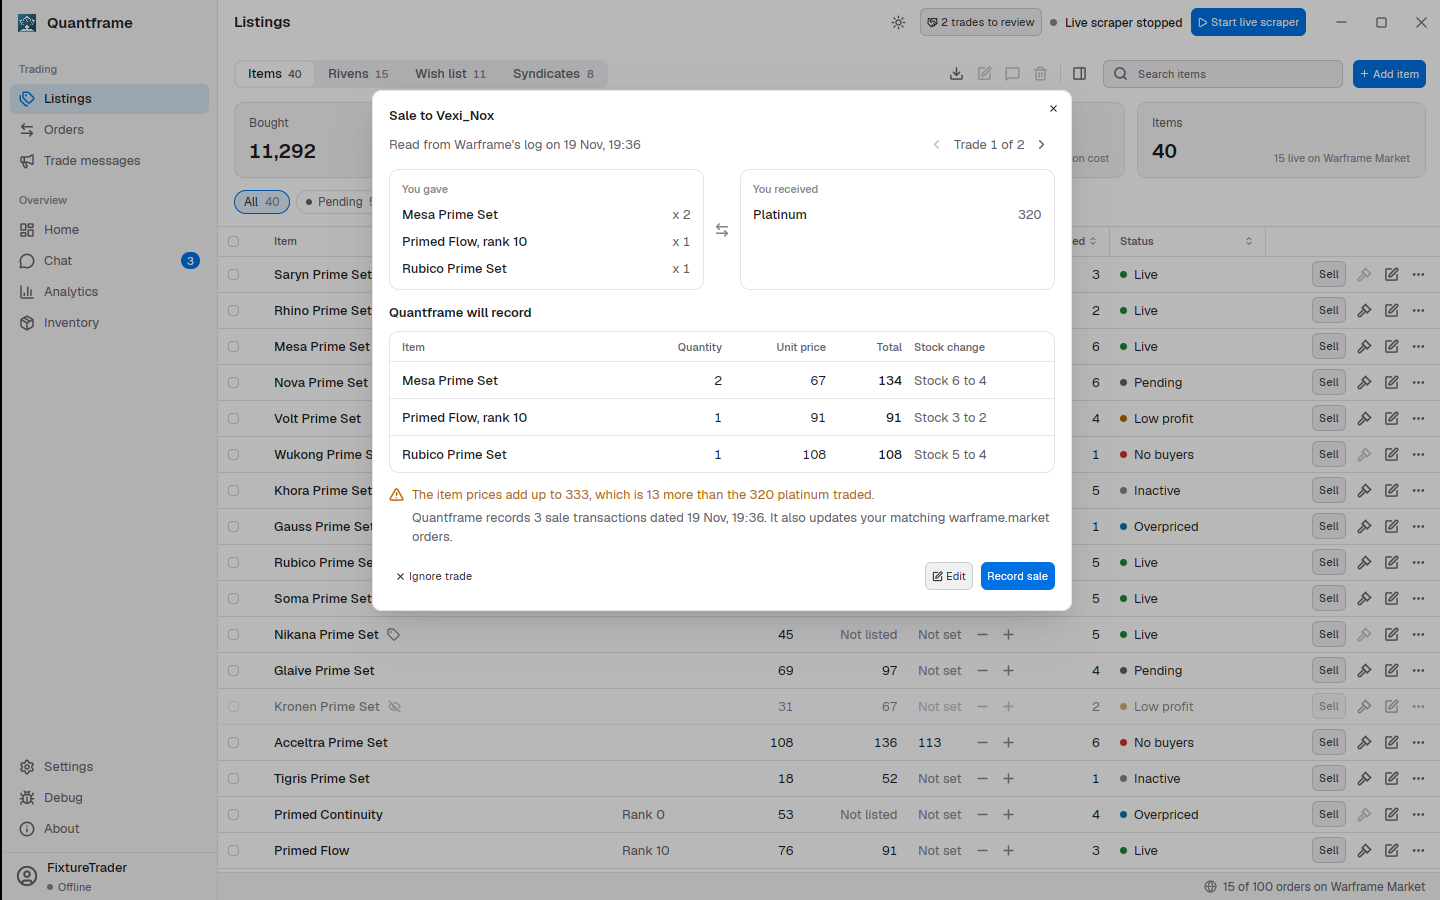 Quantframe
Listings
2 trades to review
Live scraper stopped
Start live scraper
Trading
Listings
Orders
Trade messages
Overview
Home
Chat 3
Analytics
Inventory
Settings
Debug
About
FixtureTrader
Offline
Items 40
Rivens 15
Wish list 11
Syndicates 8
Search items
+ Add item
Bought
11,292
on cost
Items
40
15 live on Warframe Market
All 40
Pending
Item
Status
Saryn Prime Set 3 Live Sell
Rhino Prime Set 2 Live Sell
Mesa Prime Set 6 Live Sell
Nova Prime Set 6 Pending Sell
Volt Prime Set 4 Low profit Sell
Wukong Prime S 1 No buyers Sell
Khora Prime Set 5 Inactive Sell
Gauss Prime Set 1 Overpriced Sell
Rubico Prime Se 5 Live Sell
Soma Prime Set 5 Live Sell
Nikana Prime Set 45 Not listed Not set 5 Live Sell
Glaive Prime Set 69 97 Not set 4 Pending Sell
Kronen Prime Set 31 67 Not set 2 Low profit Sell
Acceltra Prime Set 108 136 113 6 No buyers Sell
Tigris Prime Set 18 52 Not set 1 Inactive Sell
Primed Continuity Rank 0 53 Not listed Not set 4 Overpriced Sell
Primed Flow Rank 10 76 91 Not set 3 Live Sell
15 of 100 orders on Warframe Market
Sale to Vexi_Nox
Read from Warframe's log on 19 Nov, 19:36
Trade 1 of 2
You gave
Mesa Prime Set x 2
Primed Flow, rank 10 x 1
Rubico Prime Set x 1
You received
Platinum 320
Quantframe will record
Item Quantity Unit price Total Stock change
Mesa Prime Set 2 67 134 Stock 6 to 4
Primed Flow, rank 10 1 91 91 Stock 3 to 2
Rubico Prime Set 1 108 108 Stock 5 to 4
The item prices add up to 333, which is 13 more than the 320 platinum traded.
Quantframe records 3 sale transactions dated 19 Nov, 19:36. It also updates your matching warframe.market
orders.
Ignore trade
Edit
Record sale